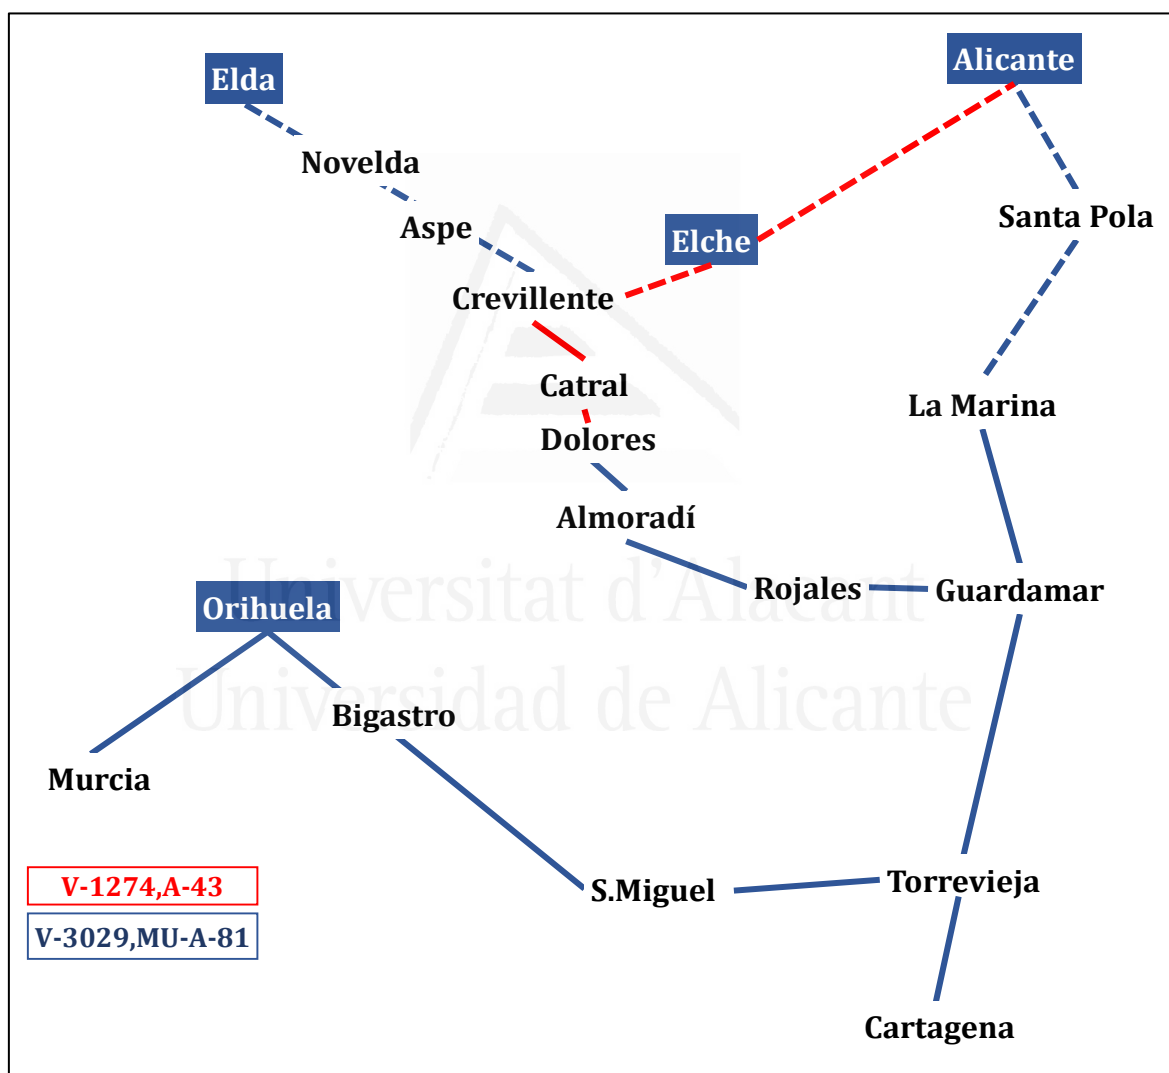 Elda
Alicante
Novelda
Santa Pola
Aspe
Elche
Crevillente
Catral
La Marina
Dolores
Almoradí
Universitat d'Alacant
Rojales
Guardamar
Orihuela
Universidad de Alicante
Bigastro
Murcia
V-1274,A-43
S.Miguel
Torrevieja
V-3029,MU-A-81
Cartagena